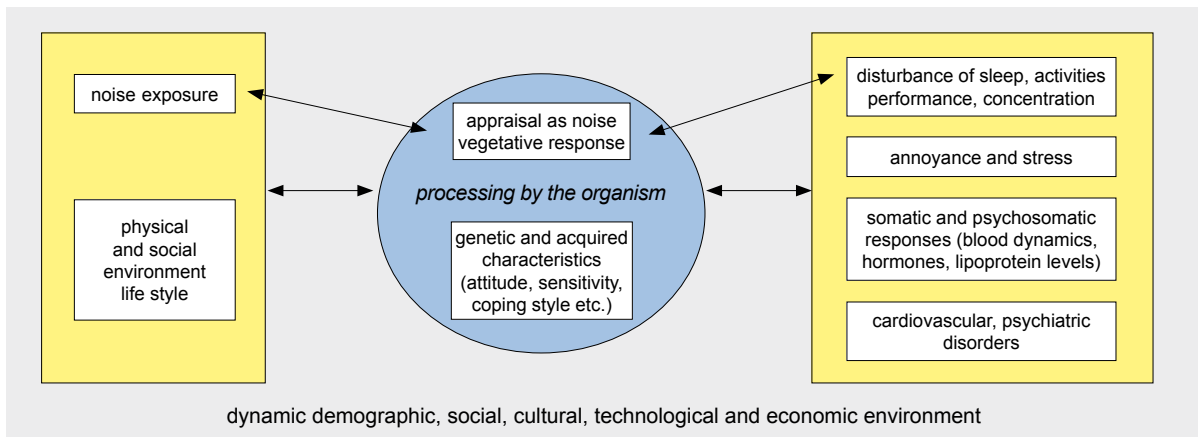 noise exposure
physical
and social
environment
life style
appraisal as noise
vegetative response
processing by the organism
genetic and acquired
characteristics
(attitude, sensitivity,
coping style etc.)
disturbance of sleep, activities
performance, concentration
annoyance and stress
somatic and psychosomatic
responses (blood dynamics,
hormones, lipoprotein levels)
cardiovascular, psychiatric
disorders
dynamic demographic, social, cultural, technological and economic environment